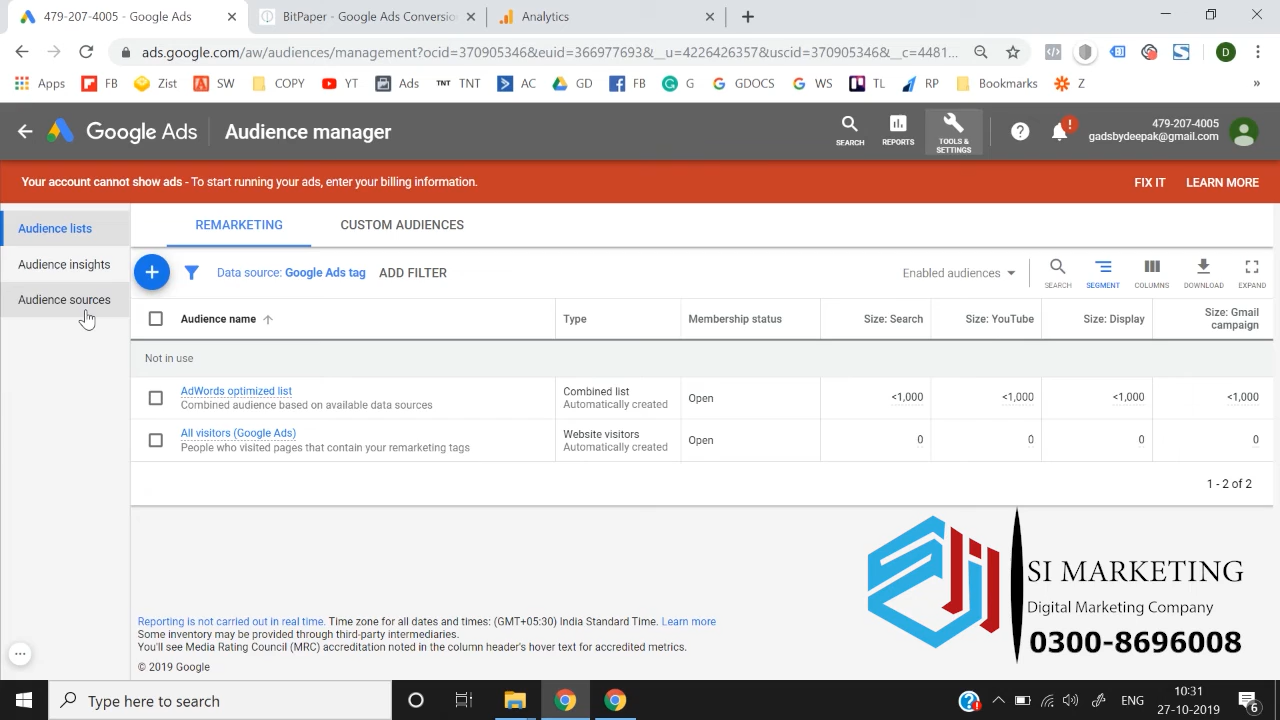 479-207-4005 - Google Ads
BitPaper - Google Ads Conversion
Analytics
ads.google.com/aw/audiences/management?ocid=370905346&euid=366977693&__u=4226426357&uscid=370905346&__c=4481...
D
Apps
FB
Zist
SW
COPY
YT
Ads
TNT TNT
AC
GD
FB
G
GDOCS
WS
TL
RP
Bookmarks
Z
»
Google Ads
Audience manager
SEARCH
REPORTS
TOOLS & SETTINGS
479-207-4005
gadsbydeepak@gmail.com
Your account cannot show ads - To start running your ads, enter your billing information.
FIX IT
LEARN MORE
Audience lists
Audience insights
Audience sources
REMARKETING
CUSTOM AUDIENCES
Data source: Google Ads tag
ADD FILTER
Enabled audiences
SEARCH
SEGMENT
COLUMNS
DOWNLOAD
EXPAND
Audience name
Type
Membership status
Size: Search
Size: YouTube
Size: Display
Size: Gmail campaign
Not in use
AdWords optimized list
Combined audience based on available data sources
Combined list
Automatically created
Open
<1,000
<1,000
<1,000
<1,000
All visitors (Google Ads)
People who visited pages that contain your remarketing tags
Website visitors
Automatically created
Open
0
0
0
0
1 - 2 of 2
SI MARKETING
Digital Marketing Company
0300-8696008
Reporting is not carried out in real time. Time zone for all dates and times: (GMT+05:30) India Standard Time. Learn more
Some inventory may be provided through third-party intermediaries.
You'll see Media Rating Council (MRC) accreditation noted in the column header's hover text for accredited metrics.
© 2019 Google
Type here to search
ENG
10:31
27-10-2019
6